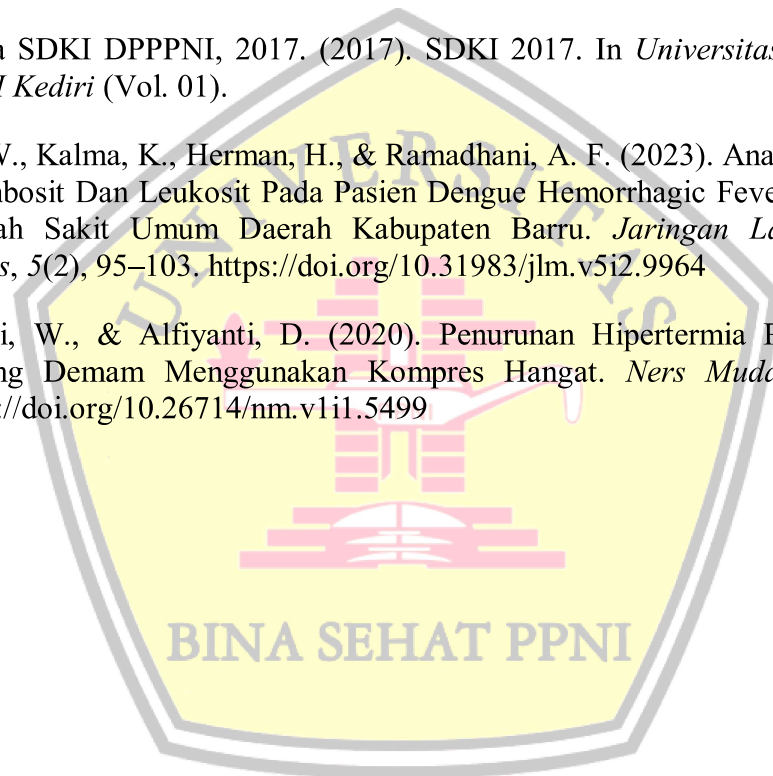 a SDKI DPPPNI, 2017. (2017). SDKI 2017. In Universitas
I Kediri (Vol. 01).
., Kalma, K., Herman, H., & Ramadhani, A. F. (2023). Ana
bosit Dan Leukosit Pada Pasien Dengue Hemorrhagic Feve
ah Sakit Umum Daerah Kabupaten Barru. Jaringan La
s, 5(2), 95–103. https://doi.org/10.31983/jlm.v5i2.9964
i, W., & Alfiyanti, D. (2020). Penurunan Hipertermia
ng Demam Menggunakan Kompres Hangat. Ners Muda
://doi.org/10.26714/nm.v1i1.5499
UNIVERSITAS
BINA SEHAT PPNI